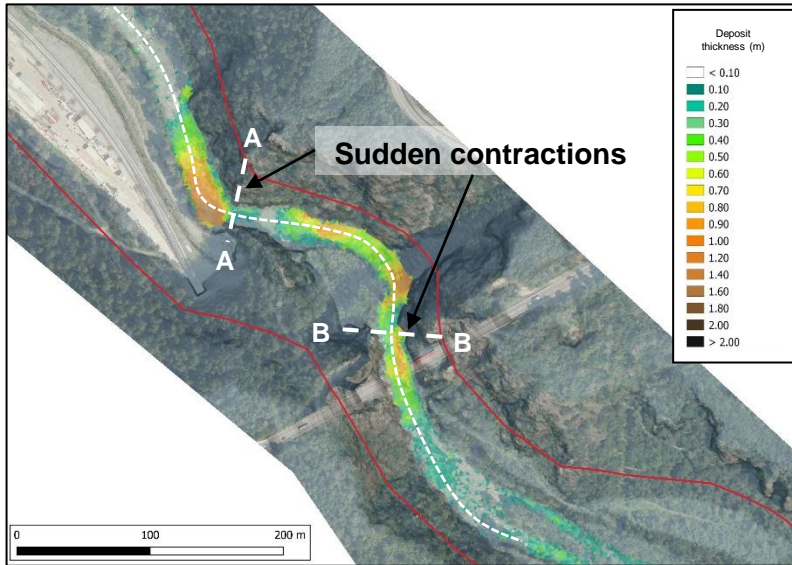 Deposit
thickness (m)
< 0.10
0.10
0.20
0.30
0.40
0.50
0.60
0.70
0.80
0.90
1.00
1.20
1.40
1.60
1.80
2.00
> 2.00
A
Sudden contractions
A
B
B
0 100 200 m